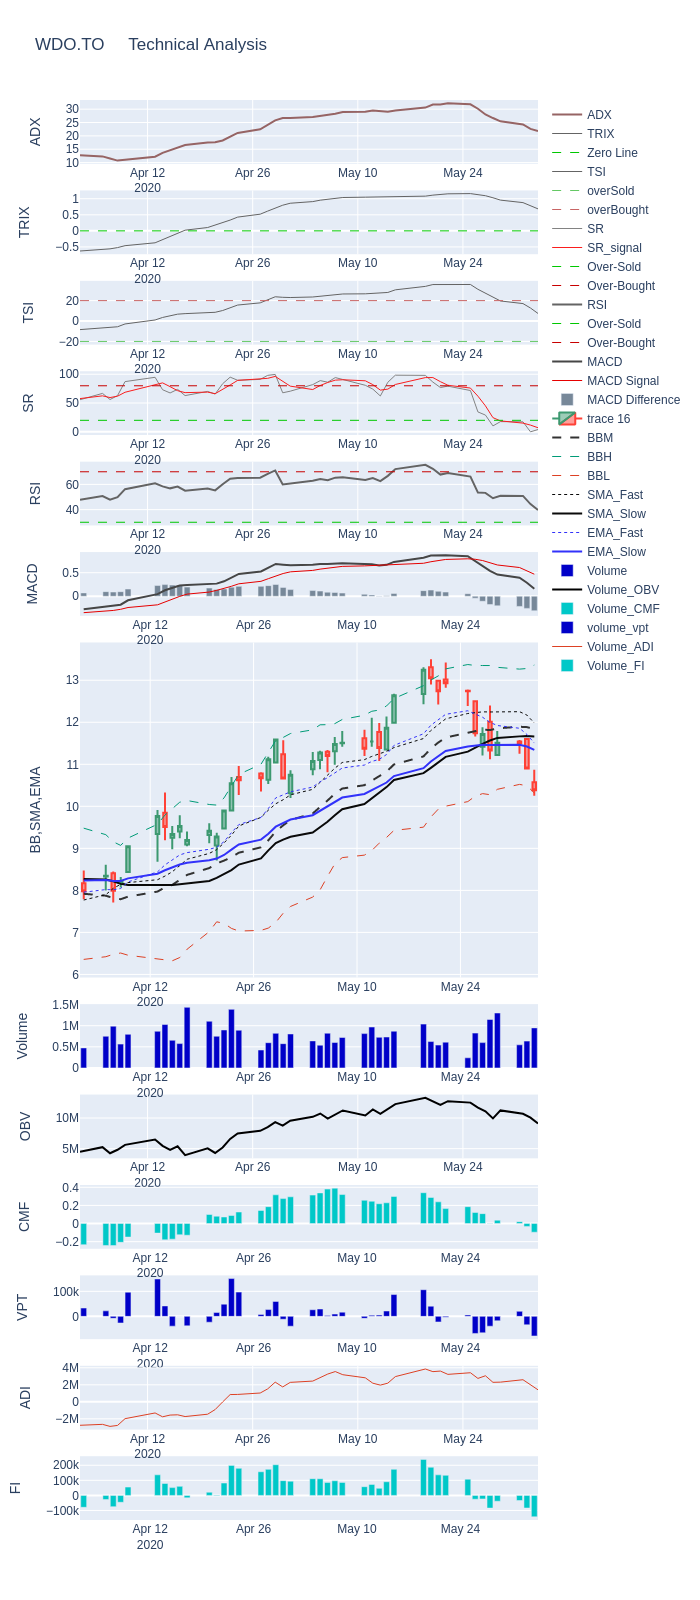 WDO.TO Technical Analysis
ADX
30
25
20
15
10
Apr 12
2020
Apr 26
May 10
May 24
TRIX
1
0.5
0
−0.5
Apr 12
2020
Apr 26
May 10
May 24
TSI
20
0
−20
Apr 12
2020
Apr 26
May 10
May 24
SR
100
50
0
Apr 12
2020
Apr 26
May 10
May 24
RSI
60
40
Apr 12
2020
Apr 26
May 10
May 24
MACD
0.5
0
Apr 12
2020
Apr 26
May 10
May 24
BB,SMA,EMA
13
12
11
10
9
8
7
6
Apr 12
2020
Apr 26
May 10
May 24
Volume
1.5M
1M
0.5M
0
Apr 12
2020
Apr 26
May 10
May 24
OBV
10M
5M
Apr 12
2020
Apr 26
May 10
May 24
CMF
0.4
0.2
0
−0.2
Apr 12
2020
Apr 26
May 10
May 24
VPT
100k
0
Apr 12
2020
Apr 26
May 10
May 24
ADI
4M
2M
0
−2M
Apr 12
2020
Apr 26
May 10
May 24
FI
200k
100k
0
−100k
Apr 12
2020
Apr 26
May 10
May 24
ADX
TRIX
Zero Line
TSI
overSold
overBought
SR
SR_signal
Over-Sold
Over-Bought
RSI
Over-Sold
Over-Bought
MACD
MACD Signal
MACD Difference
trace 16
BBM
BBH
BBL
SMA_Fast
SMA_Slow
EMA_Fast
EMA_Slow
Volume
Volume_OBV
Volume_CMF
volume_vpt
Volume_ADI
Volume_FI